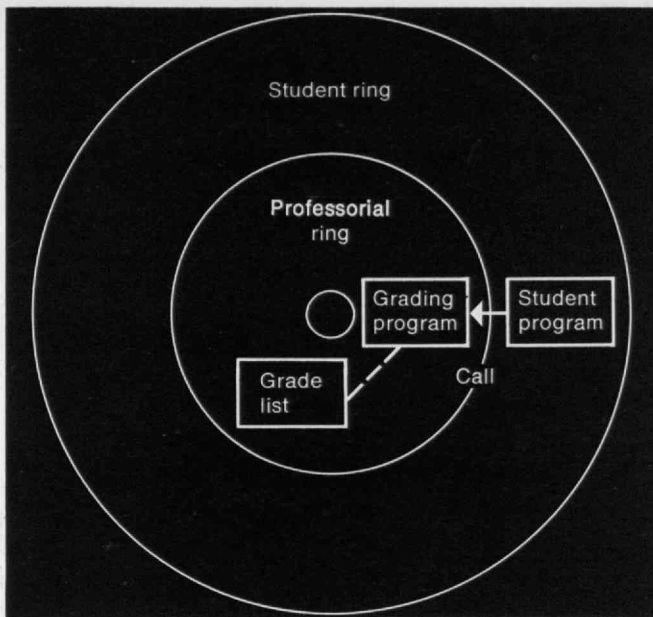 Student ring
Professorial
ring
Grading
program
Student
program
Call
Grade
list